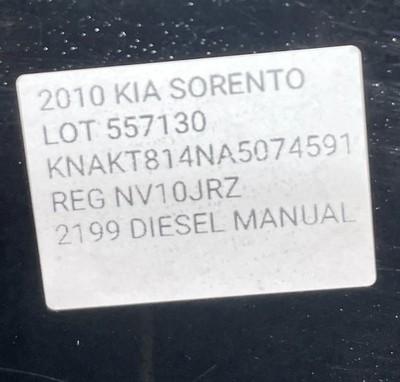 2010 KIA SORENTO
LOT 557130
KNAKT814NA5074591
REG NV10JRZ
2199 DIESEL MANUAL